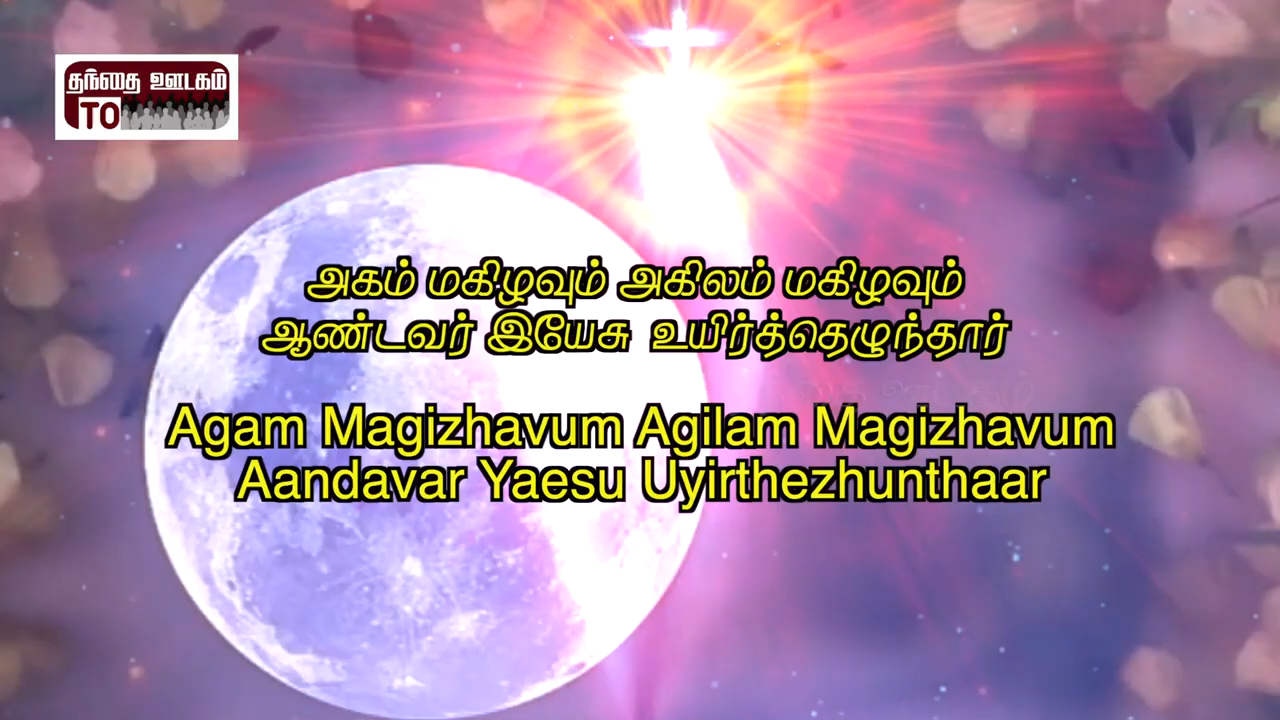 தந்தை ஊடகம்
TO
அகம் மகிழவும் அகிலம் மகிழவும்
ஆண்டவர் இயேசு உயிர்த்தெழுந்தார்
Agam Magizhavum Agilam Magizhavum
Aandavar Yaesu Uyirthezhunthaar